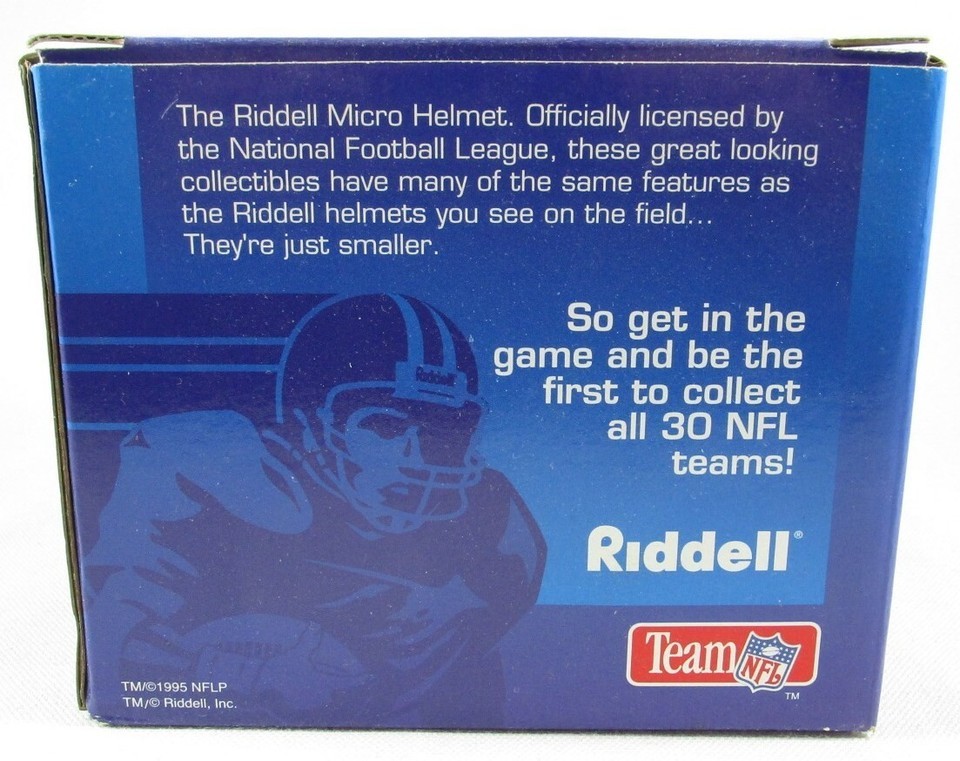 The Riddell Micro Helmet. Officially licensed by
the National Football League, these great looking
collectibles have many of the same features as
the Riddell helmets you see on the field...
They're just smaller.
So get in the
game and be the
first to collect
all 30 NFL
teams!
Riddell
Riddell®
Team NFL
TM
TM/©1995 NFLP
TM/© Riddell, Inc.